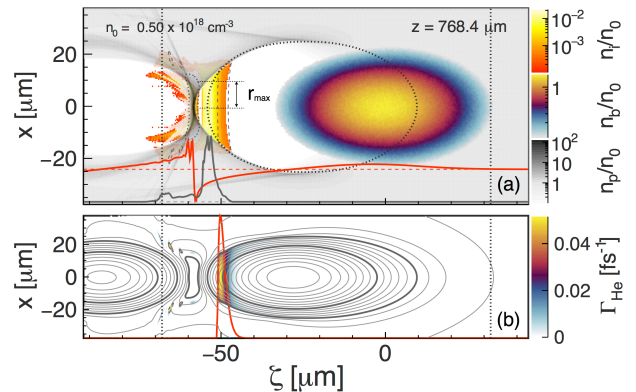 n₀ = 0.50 x 10¹⁸ cm⁻³
z = 768.4 μm
r_max
(a)
x [μm]
20
0
−20
10⁻²
10⁻³
n_i/n₀
1
10⁻¹
n_b/n₀
10²
10
1
n_p/n₀
(b)
x [μm]
20
0
−20
0.04
0.02
0
Γ_He [fs⁻¹]
−50
0
ζ [μm]